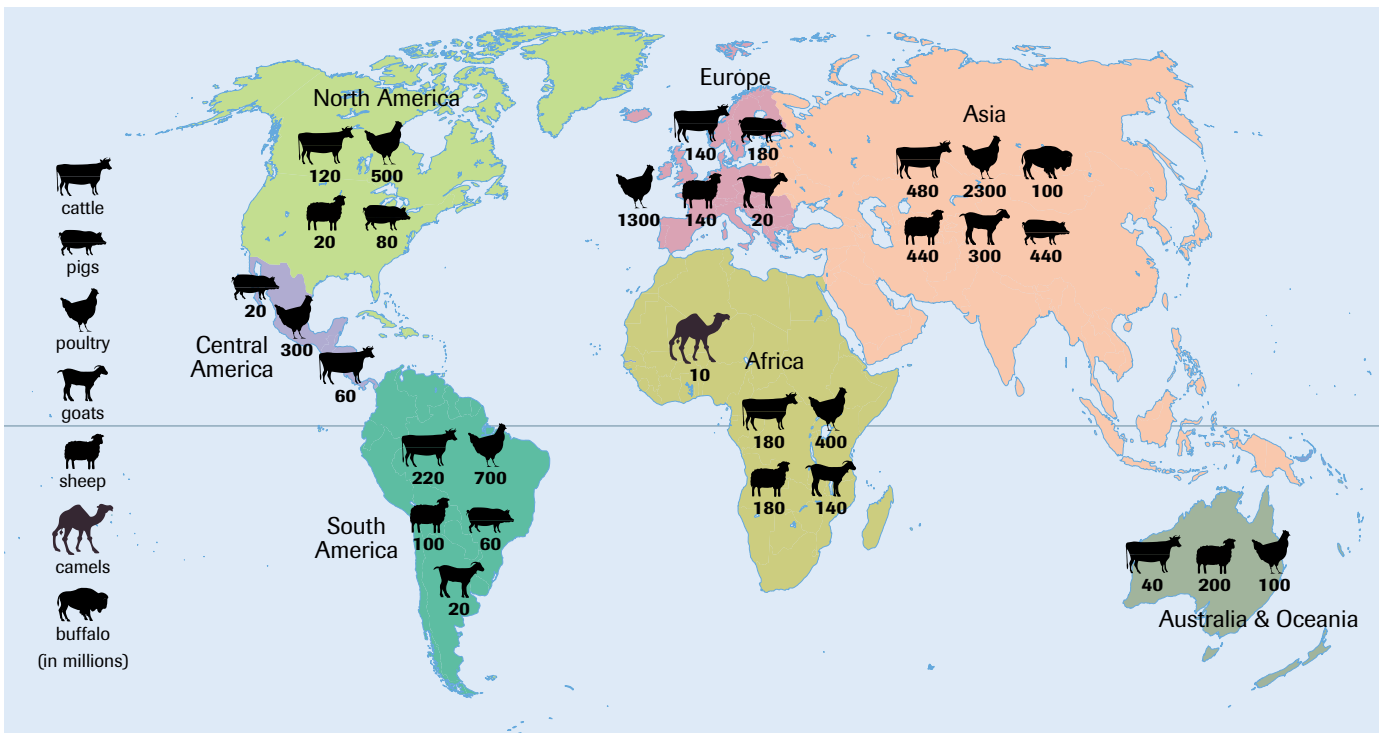 cattle
pigs
poultry
goats
sheep
camels
buffalo
(in millions)
North America
120 500
20 80
Central
America
20
300
60
South
America
220 700
100 60
20
Europe
140 180
1300 140 20
Africa
10
180 400
180 140
Asia
480 2300 100
440 300 440
Australia & Oceania
40 200 100